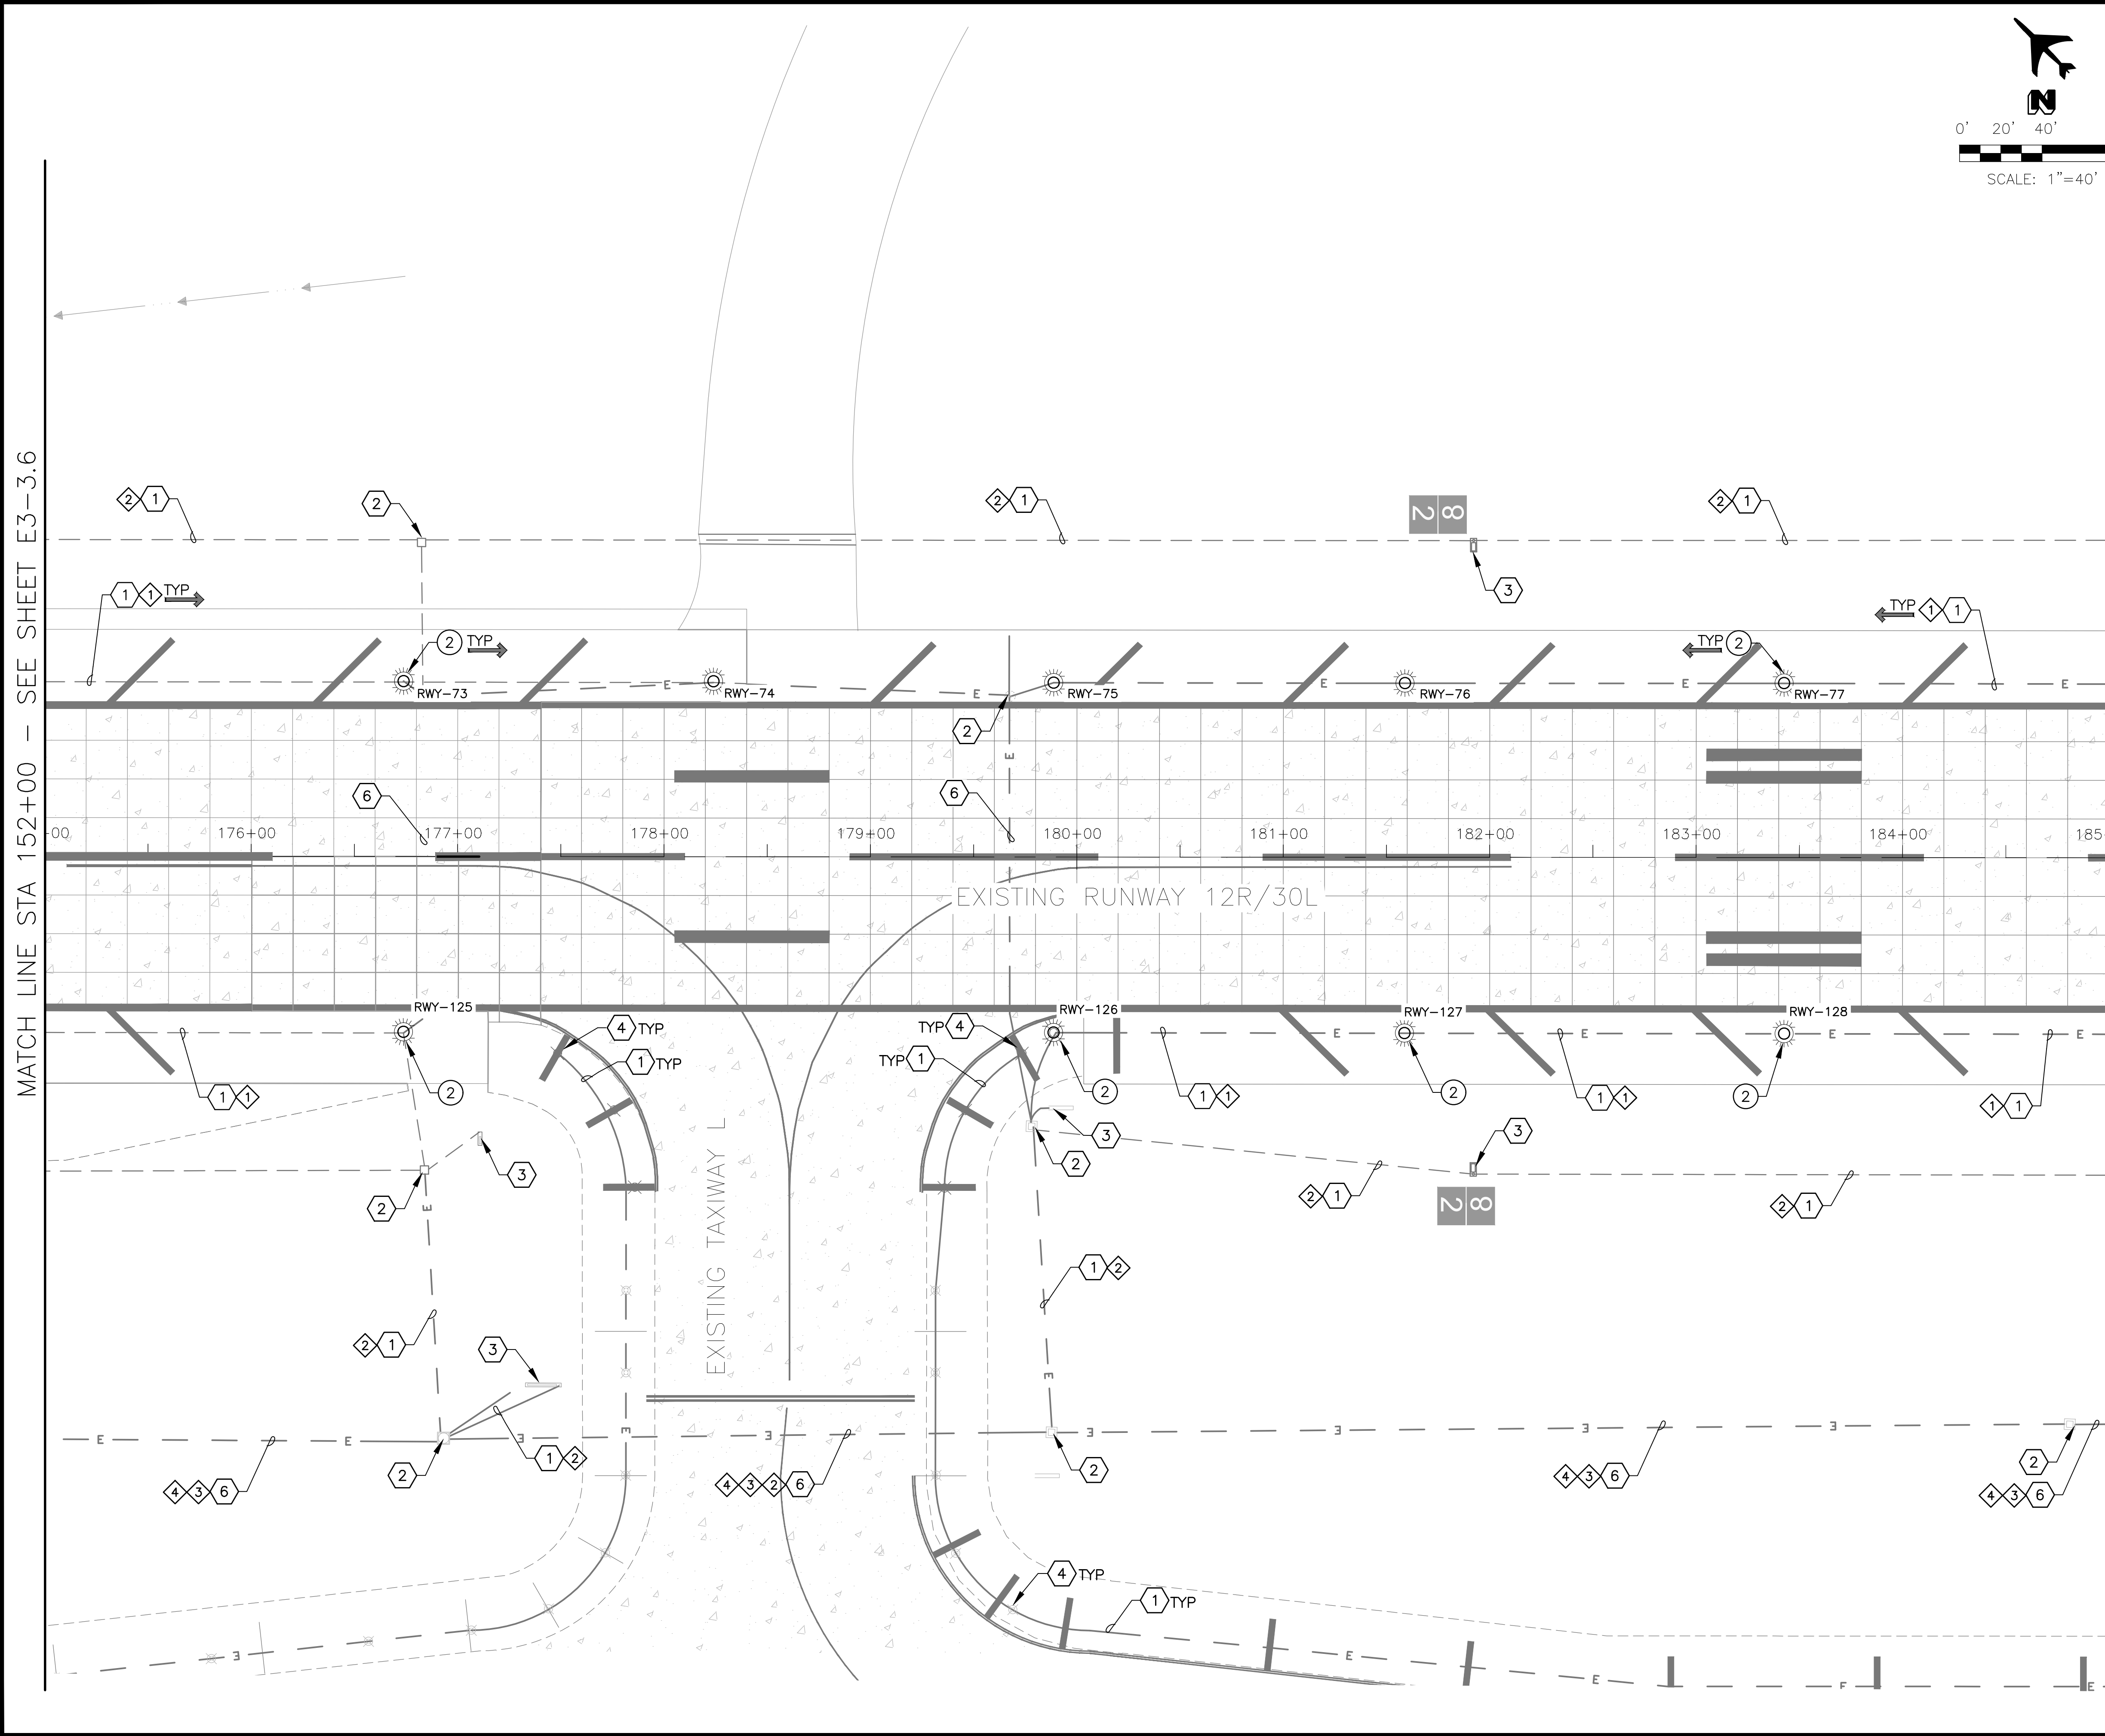 N
0' 20' 40'
SCALE: 1"=40'
MATCH LINE STA 152+00 – SEE SHEET E3-3.6
2 1
2
2 1
8
2
2 1
3
1 1 TYP
TYP 1 1
2 TYP
TYP 2
RWY-73
E
RWY-74
E
RWY-75
E
RWY-76
E
RWY-77
E
2
E
6
6
+00
176+00
177+00
178+00
179+00
180+00
181+00
182+00
183+00
184+00
185+
EXISTING RUNWAY 12R/30L
RWY-125
RWY-126
RWY-127
RWY-128
4 TYP
TYP 4
E
E
E
1 TYP
TYP 1
1 1
2
2
1 1
2
1 1
2
1 1
3
3
3
2
2
2
E
2 1
8
2
2 1
EXISTING TAXIWAY L
1 2
2 1
3
E
E
E
E
E
E
E
E
E
E
1 2
2
2
2
4 3 6
4 3 2 6
4 3 6
4 3 6
4 TYP
1 TYP
E
E
E
E
E